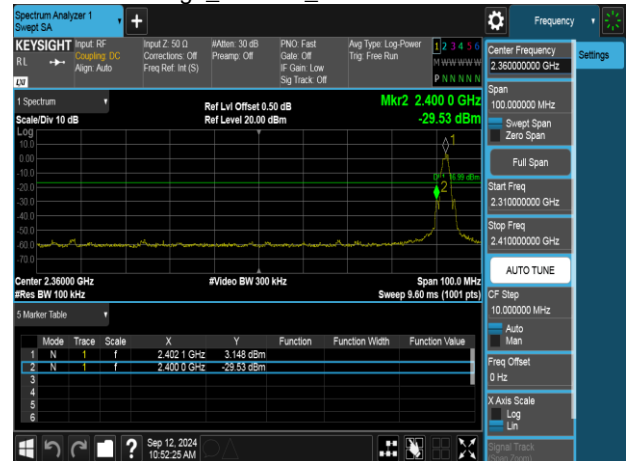 Spectrum Analyzer 1
Swept SA
+
Frequency
KEYSIGHT
RL
LXI
Input: RF
Coupling: DC
Align: Auto
Input Z: 50 Ω
Corrections: Off
Freq Ref: Int (S)
#Atten: 30 dB
Preamp: Off
PNO: Fast
Gate: Off
IF Gain: Low
Sig Track: Off
Avg Type: Log-Power
Trig: Free Run
1 2 3 4 5 6
M W W W W W
P N N N N N
Center Frequency
2.360000000 GHz
Settings
Span
100.000000 MHz
Swept Span
Zero Span
Full Span
Start Freq
2.310000000 GHz
Stop Freq
2.410000000 GHz
AUTO TUNE
CF Step
10.000000 MHz
Auto
Man
Freq Offset
0 Hz
X Axis Scale
Log
Lin
Signal Track
(Span Zoom)
1 Spectrum
Scale/Div 10 dB
Ref Lvl Offset 0.50 dB
Ref Level 20.00 dBm
Mkr2 2.400 0 GHz
-29.53 dBm
Log
10.0
0.00
-10.0
-20.0
-30.0
-40.0
-50.0
-60.0
-70.0
1
2
Center 2.36000 GHz
#Res BW 100 kHz
#Video BW 300 kHz
Span 100.0 MHz
Sweep 9.60 ms (1001 pts)
5 Marker Table
Mode Trace Scale X Y Function Function Width Function Value
1 N 1 f 2.402 1 GHz 3.148 dBm
2 N 1 f 2.400 0 GHz -29.53 dBm
3
4
5
6
?
Sep 12, 2024
10:52:25 AM